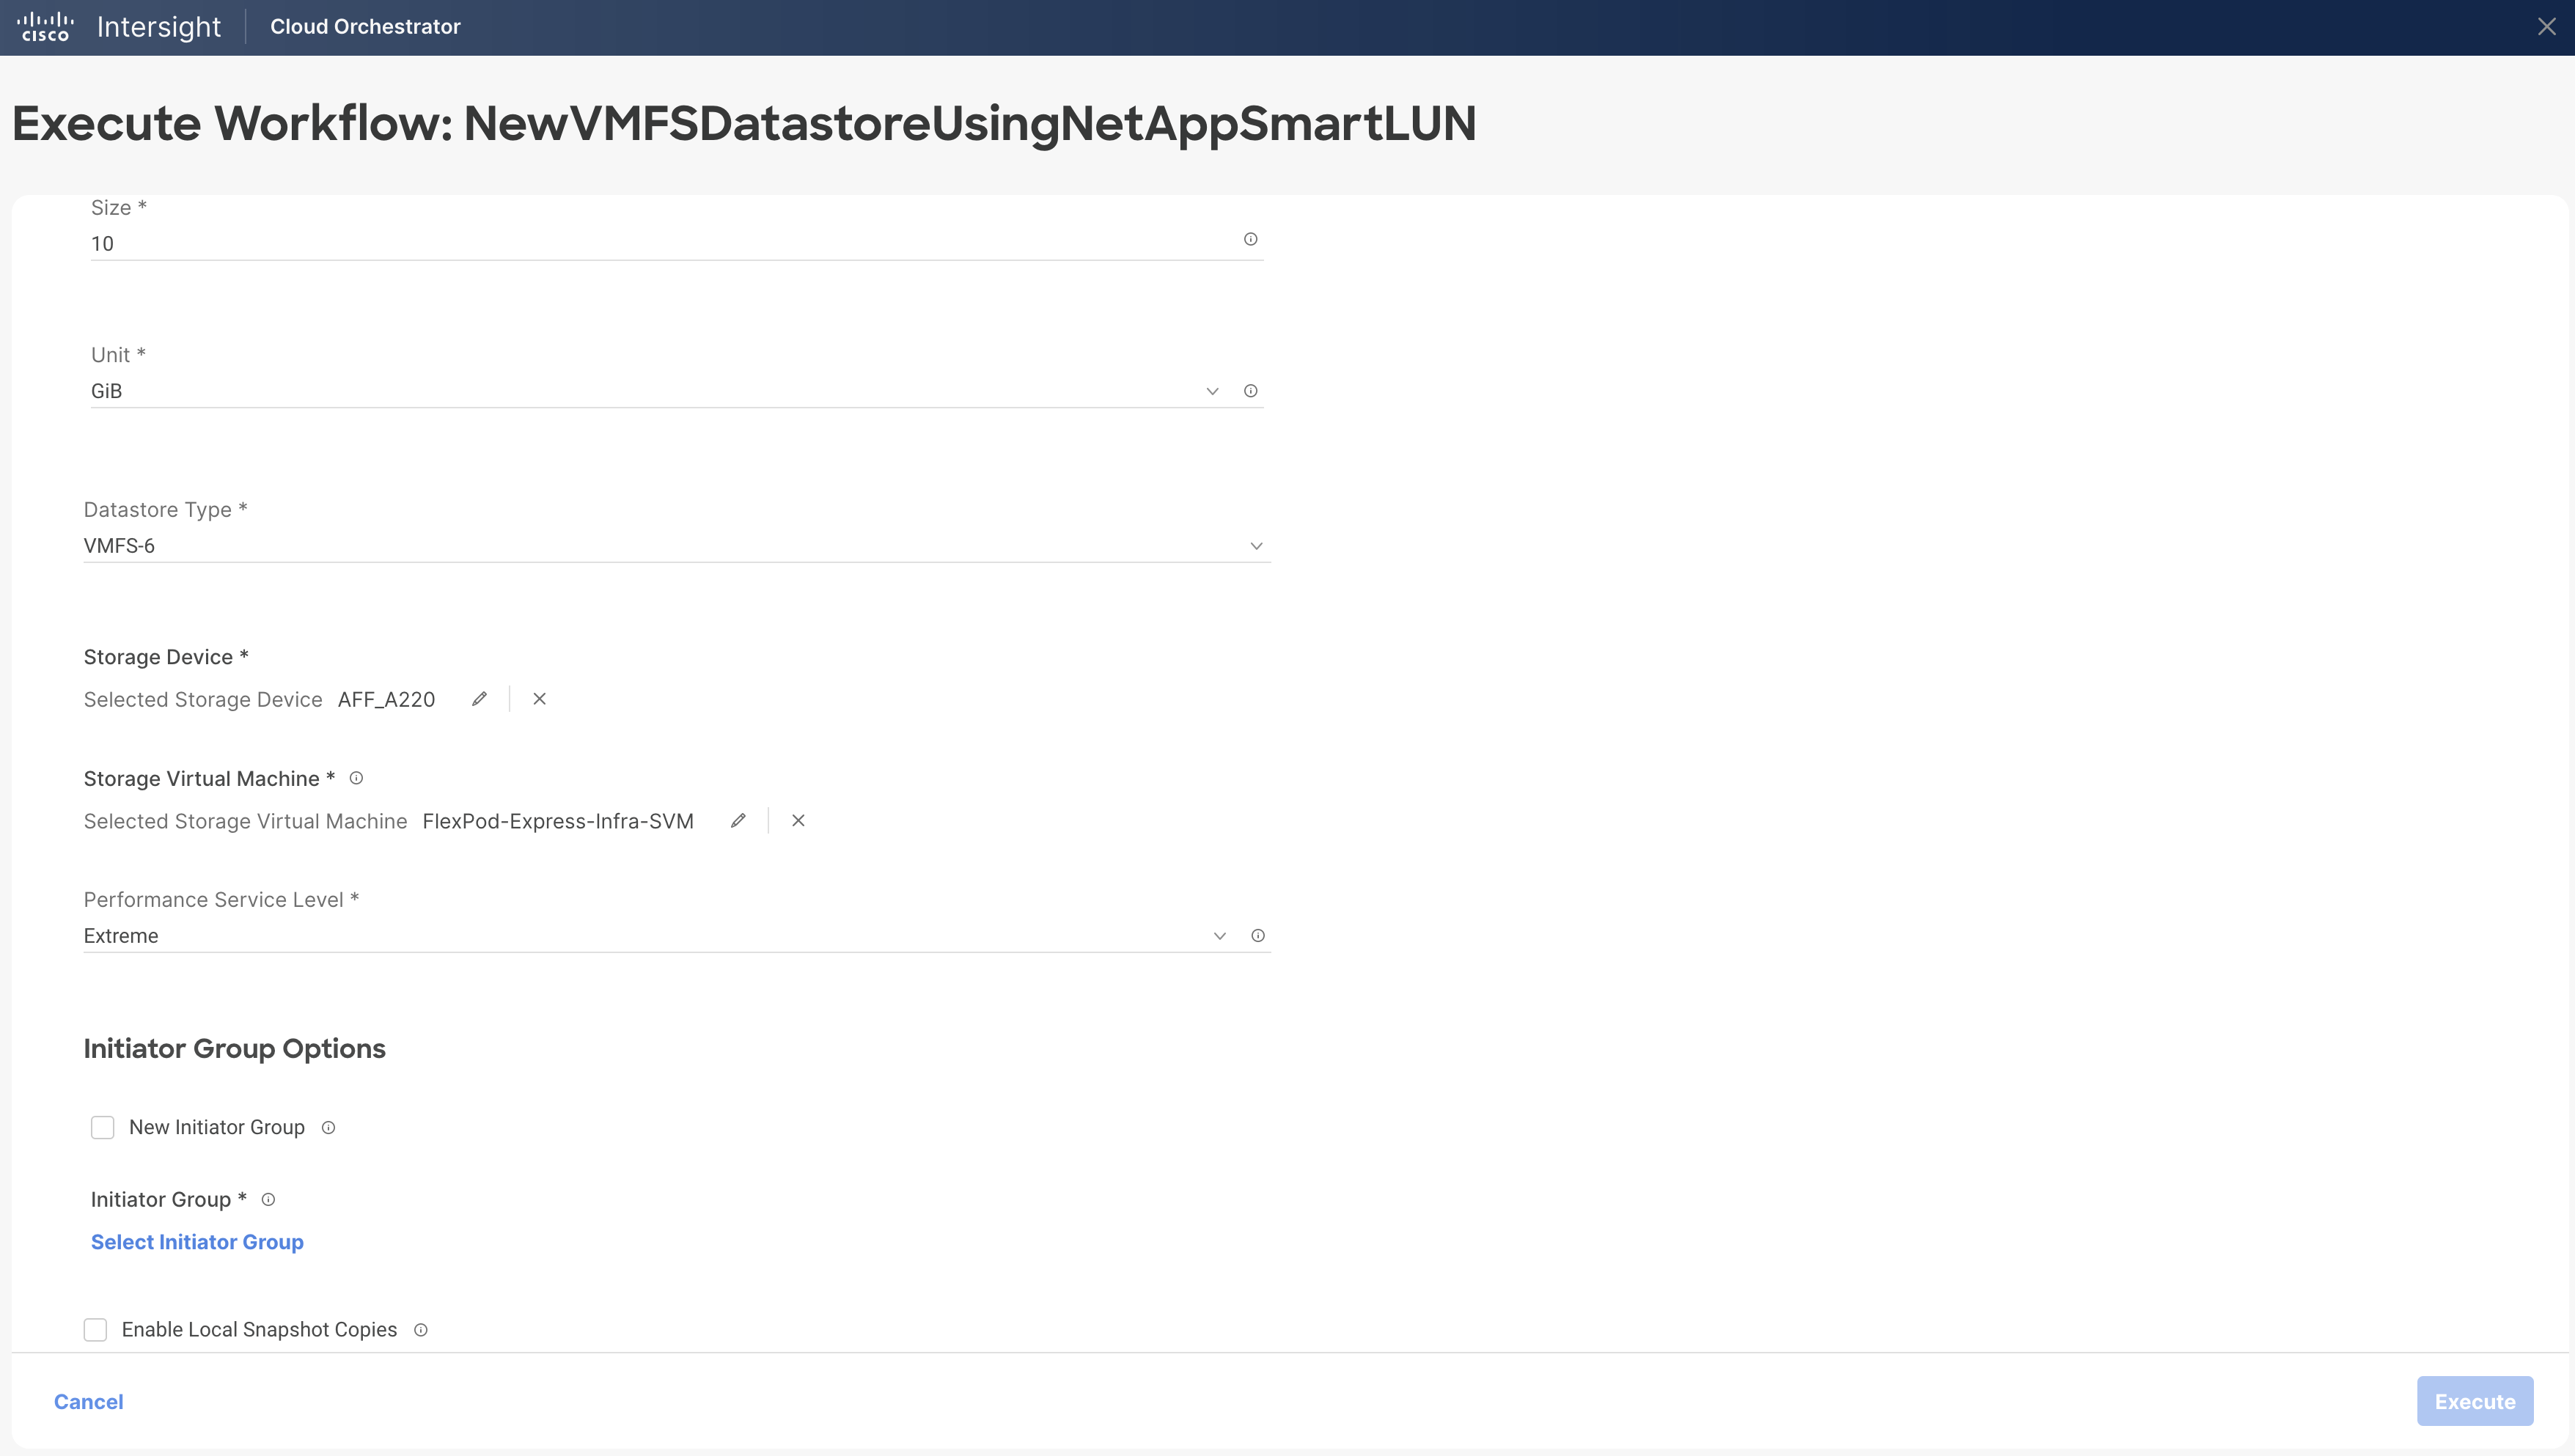 cisco Intersight Cloud Orchestrator
Execute Workflow: NewVMFSDatastoreUsingNetAppSmartLUN
Size *
10
Unit *
GiB
Datastore Type *
VMFS-6
Storage Device *
Selected Storage Device AFF_A220
Storage Virtual Machine *
Selected Storage Virtual Machine FlexPod-Express-Infra-SVM
Performance Service Level *
Extreme
Initiator Group Options
New Initiator Group
Initiator Group *
Select Initiator Group
Enable Local Snapshot Copies
Cancel Execute